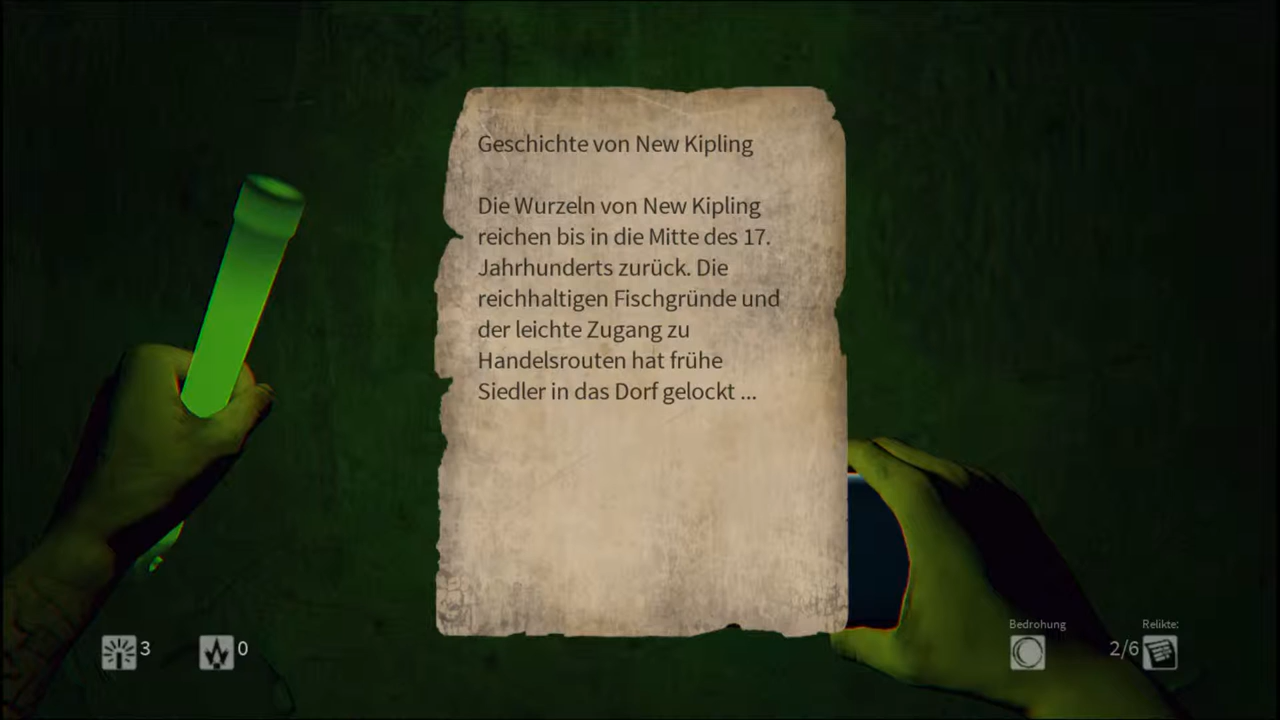 Geschichte von New Kipling
Die Wurzeln von New Kipling
reichen bis in die Mitte des 17.
Jahrhunderts zurück. Die
reichhaltigen Fischgründe und
der leichte Zugang zu
Handelsrouten hat frühe
Siedler in das Dorf gelockt ...
Bedrohung
Relikte:
3
0
2/6